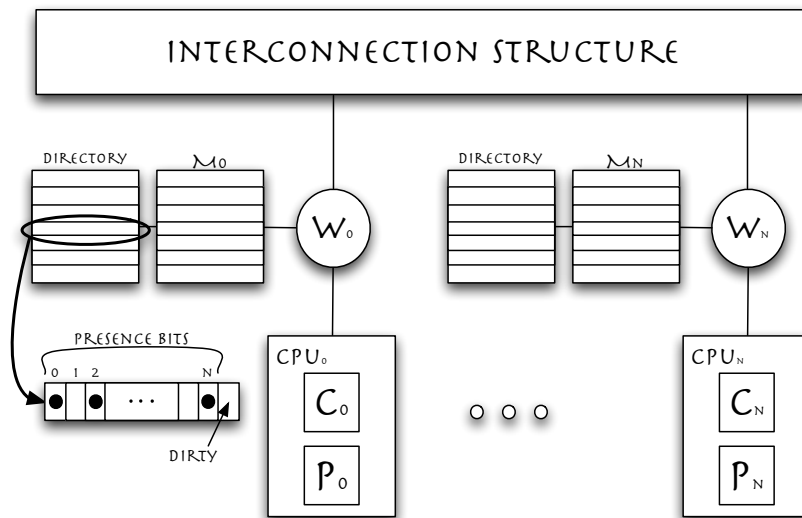 INTERCONNECTION STRUCTURE
DIRECTORY M0 DIRECTORY MN
W0 WN
PRESENCE BITS
0 1 2 N
...
DIRTY
CPU0 CPUN
C0 CN
P0 PN